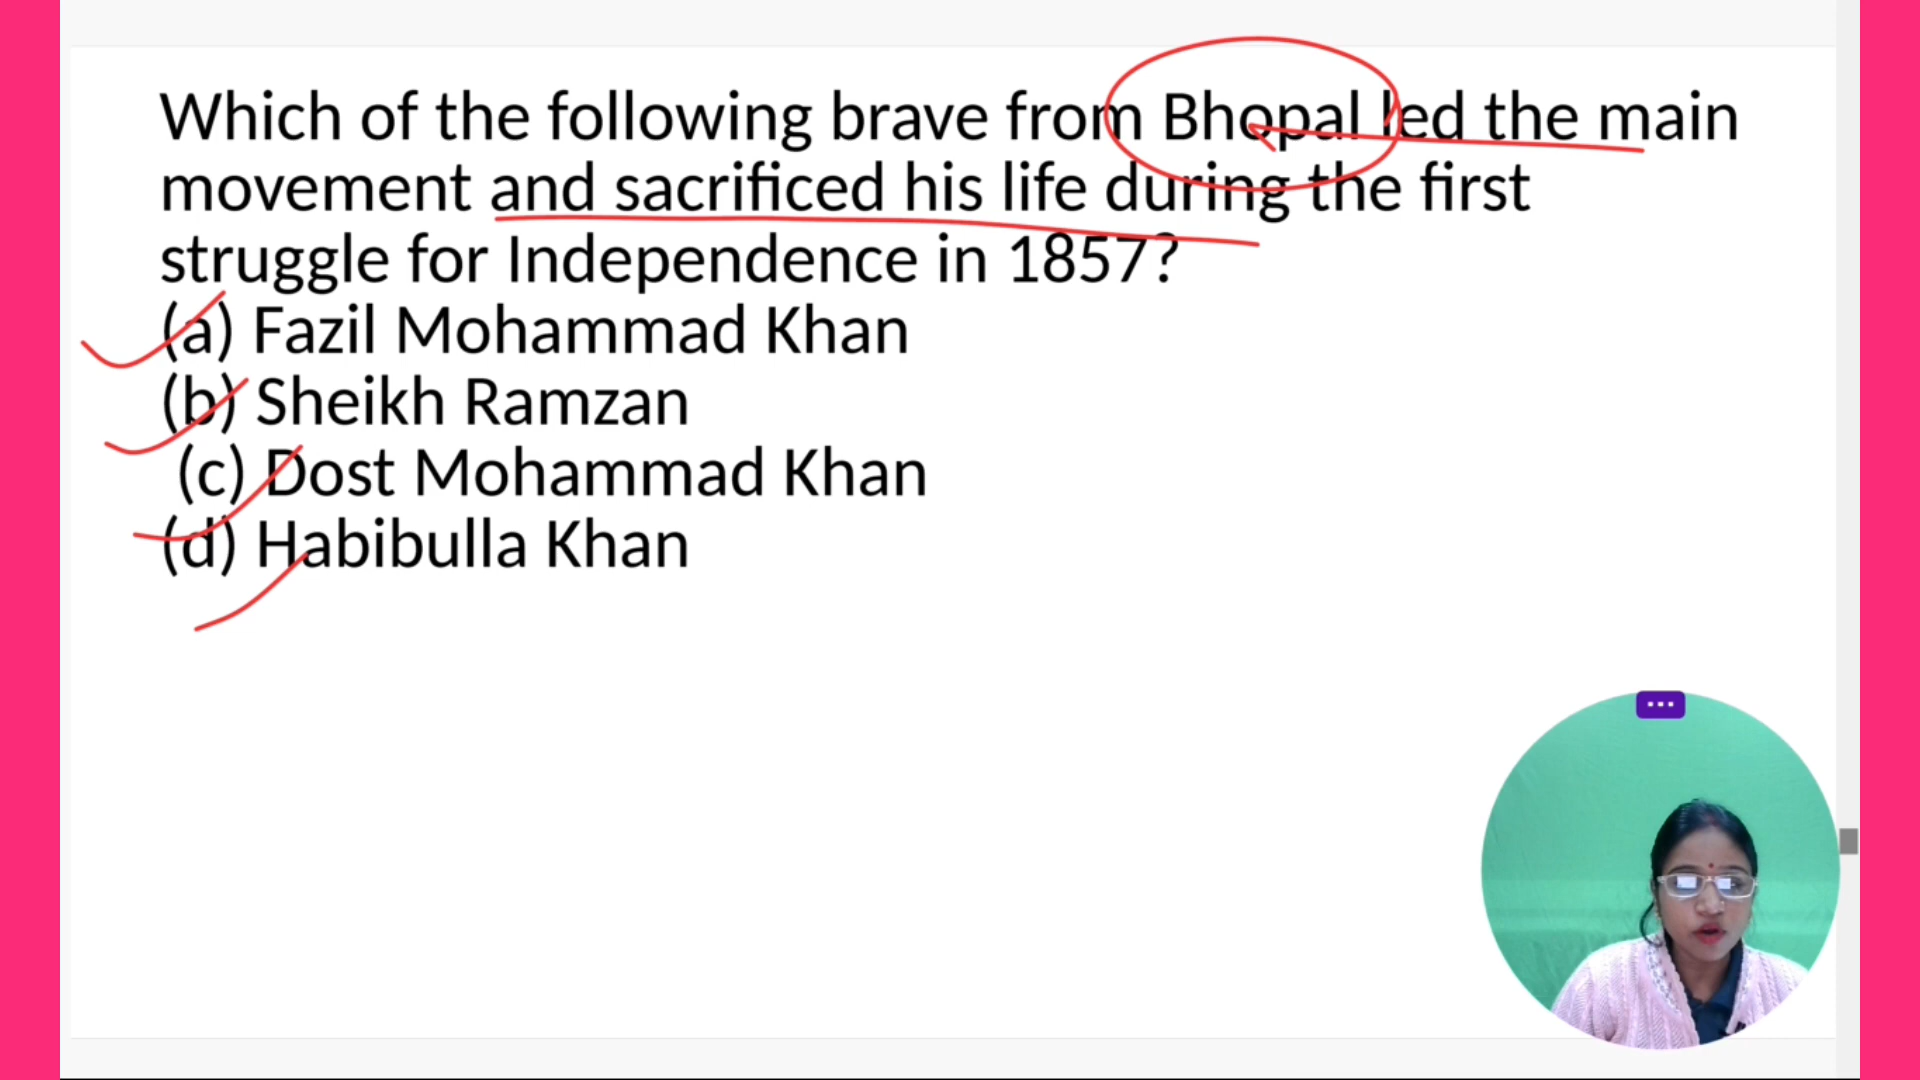 Which of the following brave from Bhopal led the main
movement and sacrificed his life during the first
struggle for Independence in 1857?
(a) Fazil Mohammad Khan
(b) Sheikh Ramzan
(c) Dost Mohammad Khan
(d) Habibulla Khan